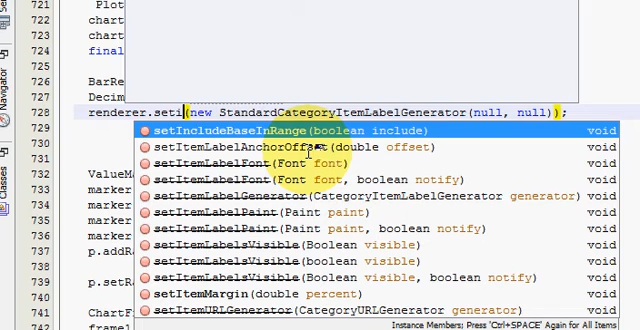 721
Plot
722
chart
723
chart
724
final
725
726
BarRe
727
Decim
728
renderer.seti(new StandardCategoryItemLabelGenerator(null, null));
729
setIncludeBaseInRange(boolean include) void
setItemLabelAnchorOffset(double offset) void
730
setItemLabelFont(Font font) void
731
setItemLabelFont(Font font, boolean notify) void
732
ValueMa
setItemLabelGenerator(CategoryItemLabelGenerator generator) void
733
marker
setItemLabelPaint(Paint paint) void
734
marker
setItemLabelPaint(Paint paint, boolean notify) void
735
marker
setItemLabelsVisible(Boolean visible) void
736
marker
setItemLabelsVisible(boolean visible) void
737
p.addRa
738
setItemLabelsVisible(Boolean visible, boolean notify) void
739
p.setRa
setItemMargin(double percent) void
740
setItemURLGenerator(CategoryURLGenerator generator) void
741
ChartF
742
frame1
Instance Members; Press 'Ctrl+SPACE' Again for All Items
Navigator
Classes